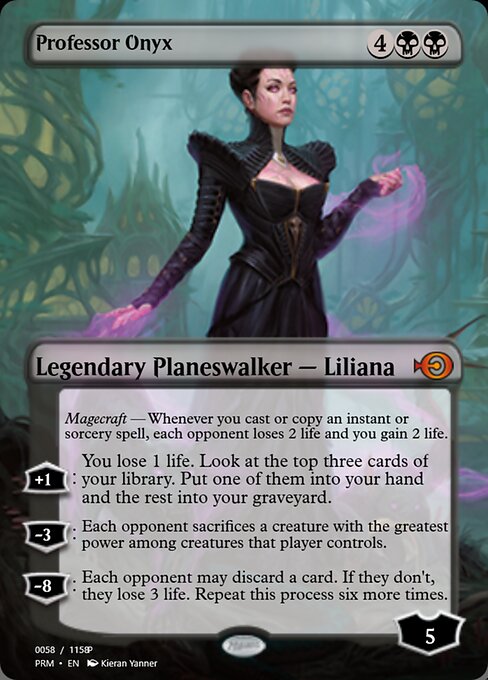 Professor Onyx 4
Legendary Planeswalker — Liliana
Magecraft — Whenever you cast or copy an instant or
sorcery spell, each opponent loses 2 life and you gain 2 life.
+1 : You lose 1 life. Look at the top three cards of
your library. Put one of them into your hand
and the rest into your graveyard.
-3 : Each opponent sacrifices a creature with the greatest
power among creatures that player controls.
-8 : Each opponent may discard a card. If they don't,
they lose 3 life. Repeat this process six more times.
5
0058 / 1158P
PRM • EN Kieran Yanner